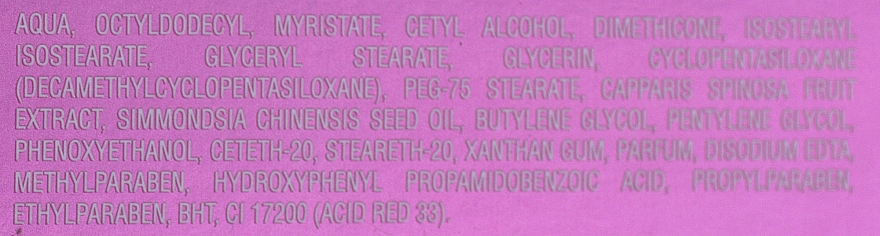 AQUA, OCTYLDODECYL, MYRISTATE, CETYL ALCOHOL, DIMETHICONE, ISOSTEARYL
ISOSTEARATE, GLYCERYL STEARATE, GLYCERIN, CYCLOPENTASILOXANE
(DECAMETHYLCYCLOPENTASILOXANE), PEG-75 STEARATE, CAPPARIS SPINOSA FRUIT
EXTRACT, SIMMONDSIA CHINENSIS SEED OIL, BUTYLENE GLYCOL, PENTYLENE GLYCOL,
PHENOXYETHANOL, CETETH-20, STEARETH-20, XANTHAN GUM, PARFUM, DISODIUM EDTA,
METHYLPARABEN, HYDROXYPHENYL PROPAMIDOBENZOIC ACID, PROPYLPARABEN,
ETHYLPARABEN, BHT, CI 17200 (ACID RED 33).